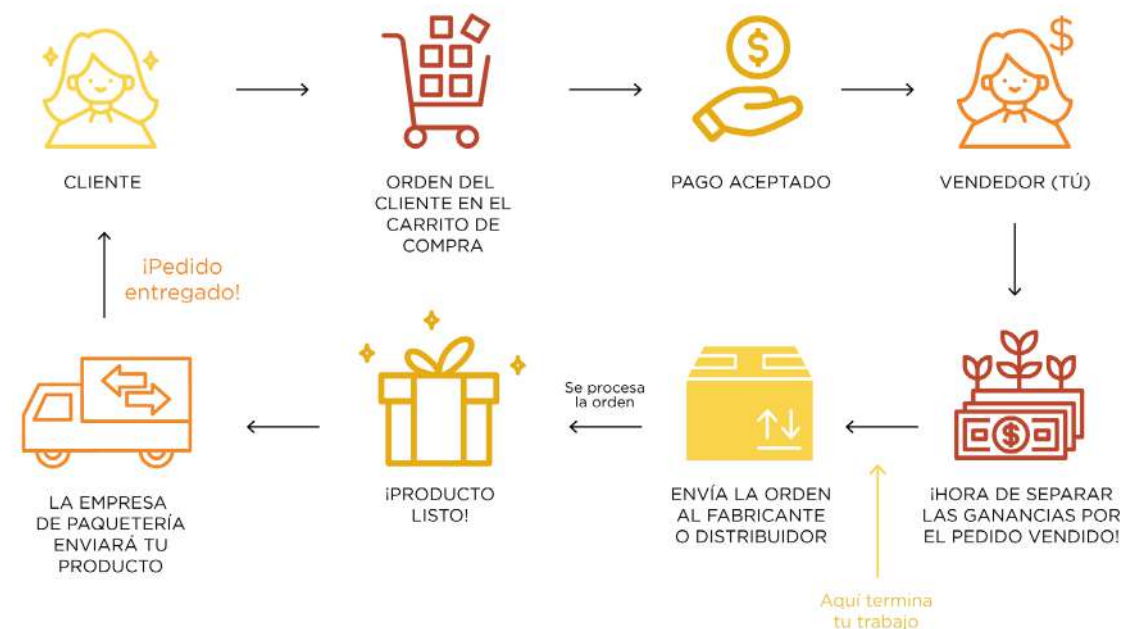 $
$
CLIENTE
ORDEN DEL
CLIENTE EN EL
CARRITO DE
COMPRA
PAGO ACEPTADO
VENDEDOR (TÚ)
¡Pedido
entregado!
Se procesa
la orden
$
LA EMPRESA
DE PAQUETERÍA
ENVIARÁ TU
PRODUCTO
¡PRODUCTO
LISTO!
ENVÍA LA ORDEN
AL FABRICANTE
O DISTRIBUIDOR
¡HORA DE SEPARAR
LAS GANANCIAS POR
EL PEDIDO VENDIDO!
Aquí termina
tu trabajo